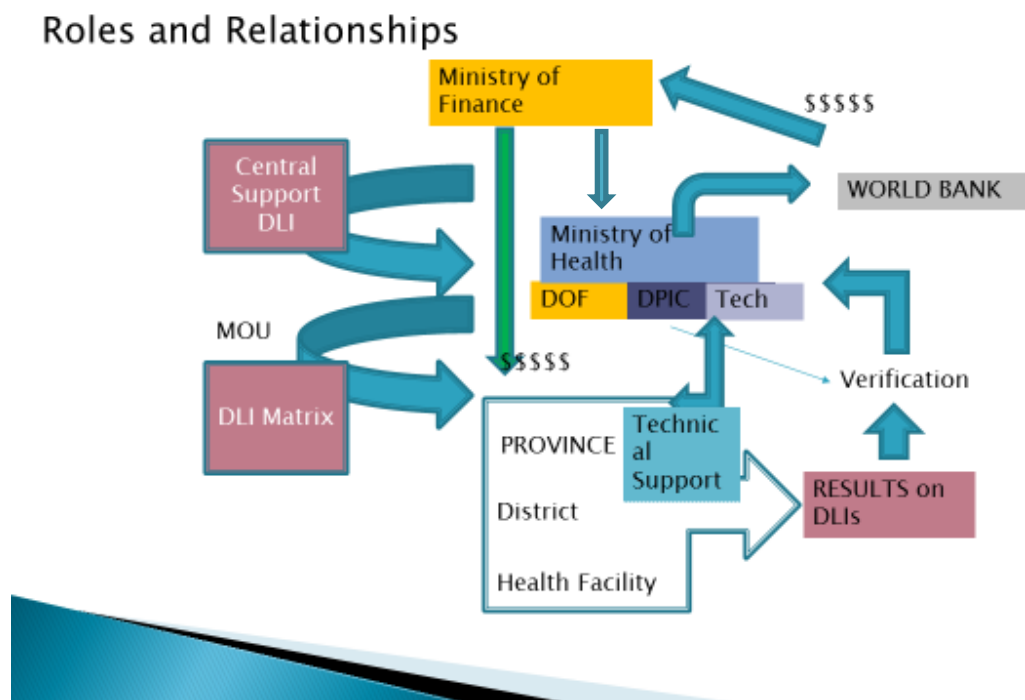 Roles and Relationships
Ministry of
Finance
$$$$$
Central
Support
DLI
WORLD BANK
Ministry of
Health
DOF
DPIC
Tech
MOU
$$$$$
Verification
DLI Matrix
PROVINCE
Technic
al
Support
RESULTS on
DLIs
District
Health Facility